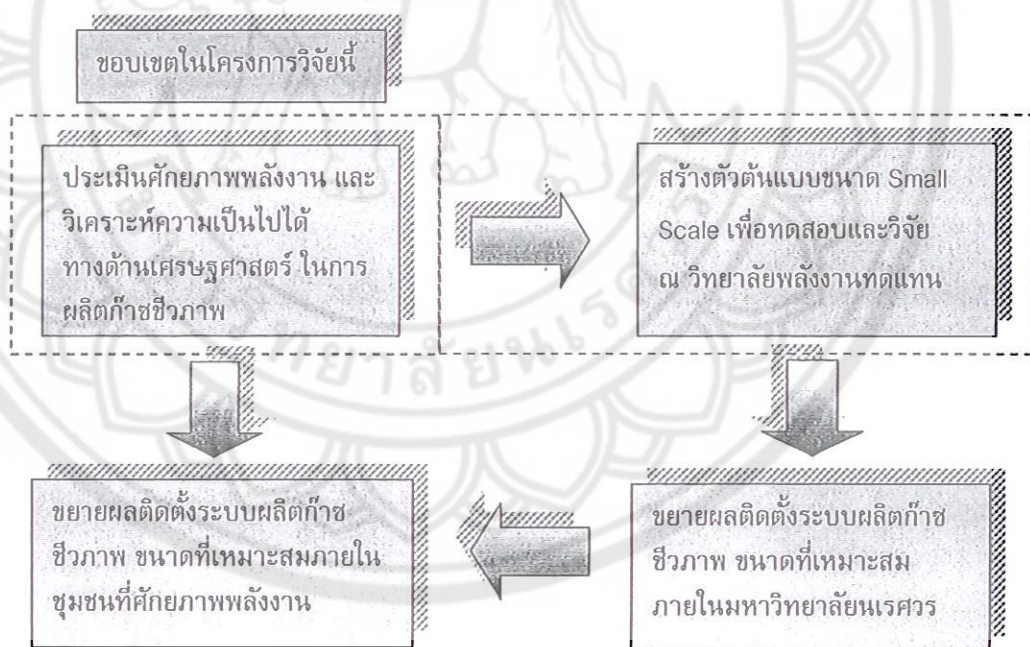 ขอบเขตในโครงการวิจัยนี้
ประเมินศักยภาพพลังงาน และ
วิเคราะห์ความเป็นไปได้
ทางด้านเศรษฐศาสตร์ ในการ
ผลิตก๊าซชีวภาพ
สร้างตัวต้นแบบขนาด Small
Scale เพื่อทดสอบและวิจัย
ณ วิทยาลัยพลังงานทดแทน
ขยายผลติดตั้งระบบผลิตก๊าซ
ชีวภาพ ขนาดที่เหมาะสมภายใน
ชุมชนที่ศักยภาพพลังงาน
ขยายผลติดตั้งระบบผลิตก๊าซ
ชีวภาพ ขนาดที่เหมาะสม
ภายในมหาวิทยาลัยนเรศวร